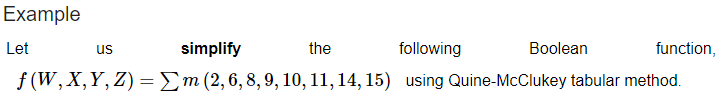 Example
Let us simplify the following Boolean function,
f(W, X, Y, Z) = ∑ m (2, 6, 8, 9, 10, 11, 14, 15) using Quine-McClukey tabular method.